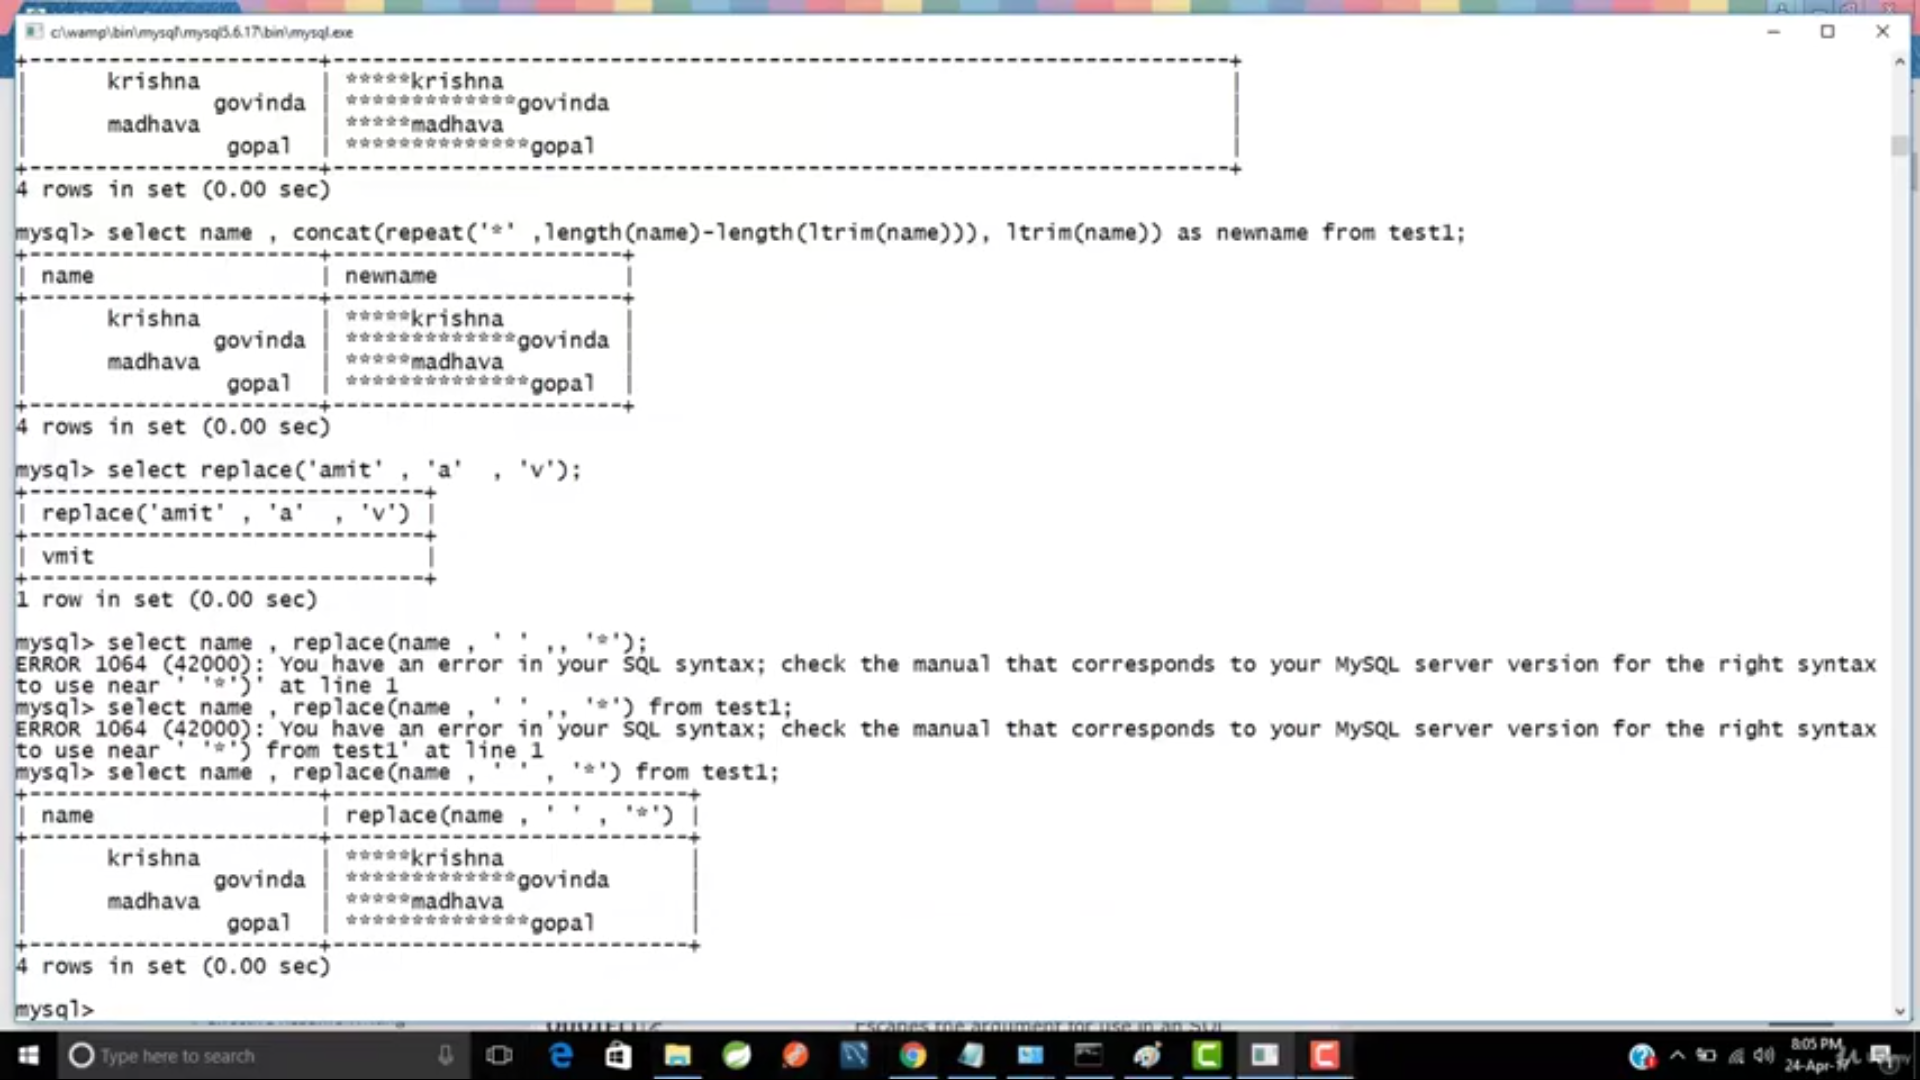 c:\wamp\bin\mysql\mysql5.6.17\bin\mysql.exe
+-----------------------+---------------------------------------------------------------------+
|      krishna          | *****krishna                                                        |
|              govinda  | *************govinda                                                |
|      madhava          | *****madhava                                                        |
|               gopal   | **************gopal                                                 |
+-----------------------+---------------------------------------------------------------------+
4 rows in set (0.00 sec)
mysql> select name , concat(repeat('*' ,length(name)-length(ltrim(name))), ltrim(name)) as newname from test1;
+-----------------------+----------------------+
| name                  | newname              |
+-----------------------+----------------------+
|      krishna          | *****krishna         |
|              govinda  | *************govinda |
|      madhava          | *****madhava         |
|               gopal   | **************gopal  |
+-----------------------+----------------------+
4 rows in set (0.00 sec)
mysql> select replace('amit' , 'a'  , 'v');
+------------------------------+
| replace('amit' , 'a'  , 'v') |
+------------------------------+
| vmit                         |
+------------------------------+
1 row in set (0.00 sec)
mysql> select name , replace(name , ' ' ,, '*');
ERROR 1064 (42000): You have an error in your SQL syntax; check the manual that corresponds to your MySQL server version for the right syntax
to use near ' '*')' at line 1
mysql> select name , replace(name , ' ' ,, '*') from test1;
ERROR 1064 (42000): You have an error in your SQL syntax; check the manual that corresponds to your MySQL server version for the right syntax
to use near ' '*') from test1' at line 1
mysql> select name , replace(name , ' ' , '*') from test1;
+-----------------------+---------------------------+
| name                  | replace(name , ' ' , '*') |
+-----------------------+---------------------------+
|      krishna          | *****krishna              |
|              govinda  | *************govinda      |
|      madhava          | *****madhava              |
|               gopal   | **************gopal       |
+-----------------------+---------------------------+
4 rows in set (0.00 sec)
mysql>
Escapes the argument for use in an SQL
Type here to search
8:05 PM
24-Apr-17